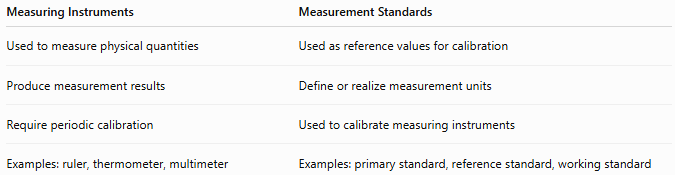 Measuring Instruments Measurement Standards
Used to measure physical quantities Used as reference values for calibration
Produce measurement results Define or realize measurement units
Require periodic calibration Used to calibrate measuring instruments
Examples: ruler, thermometer, multimeter Examples: primary standard, reference standard, working standard